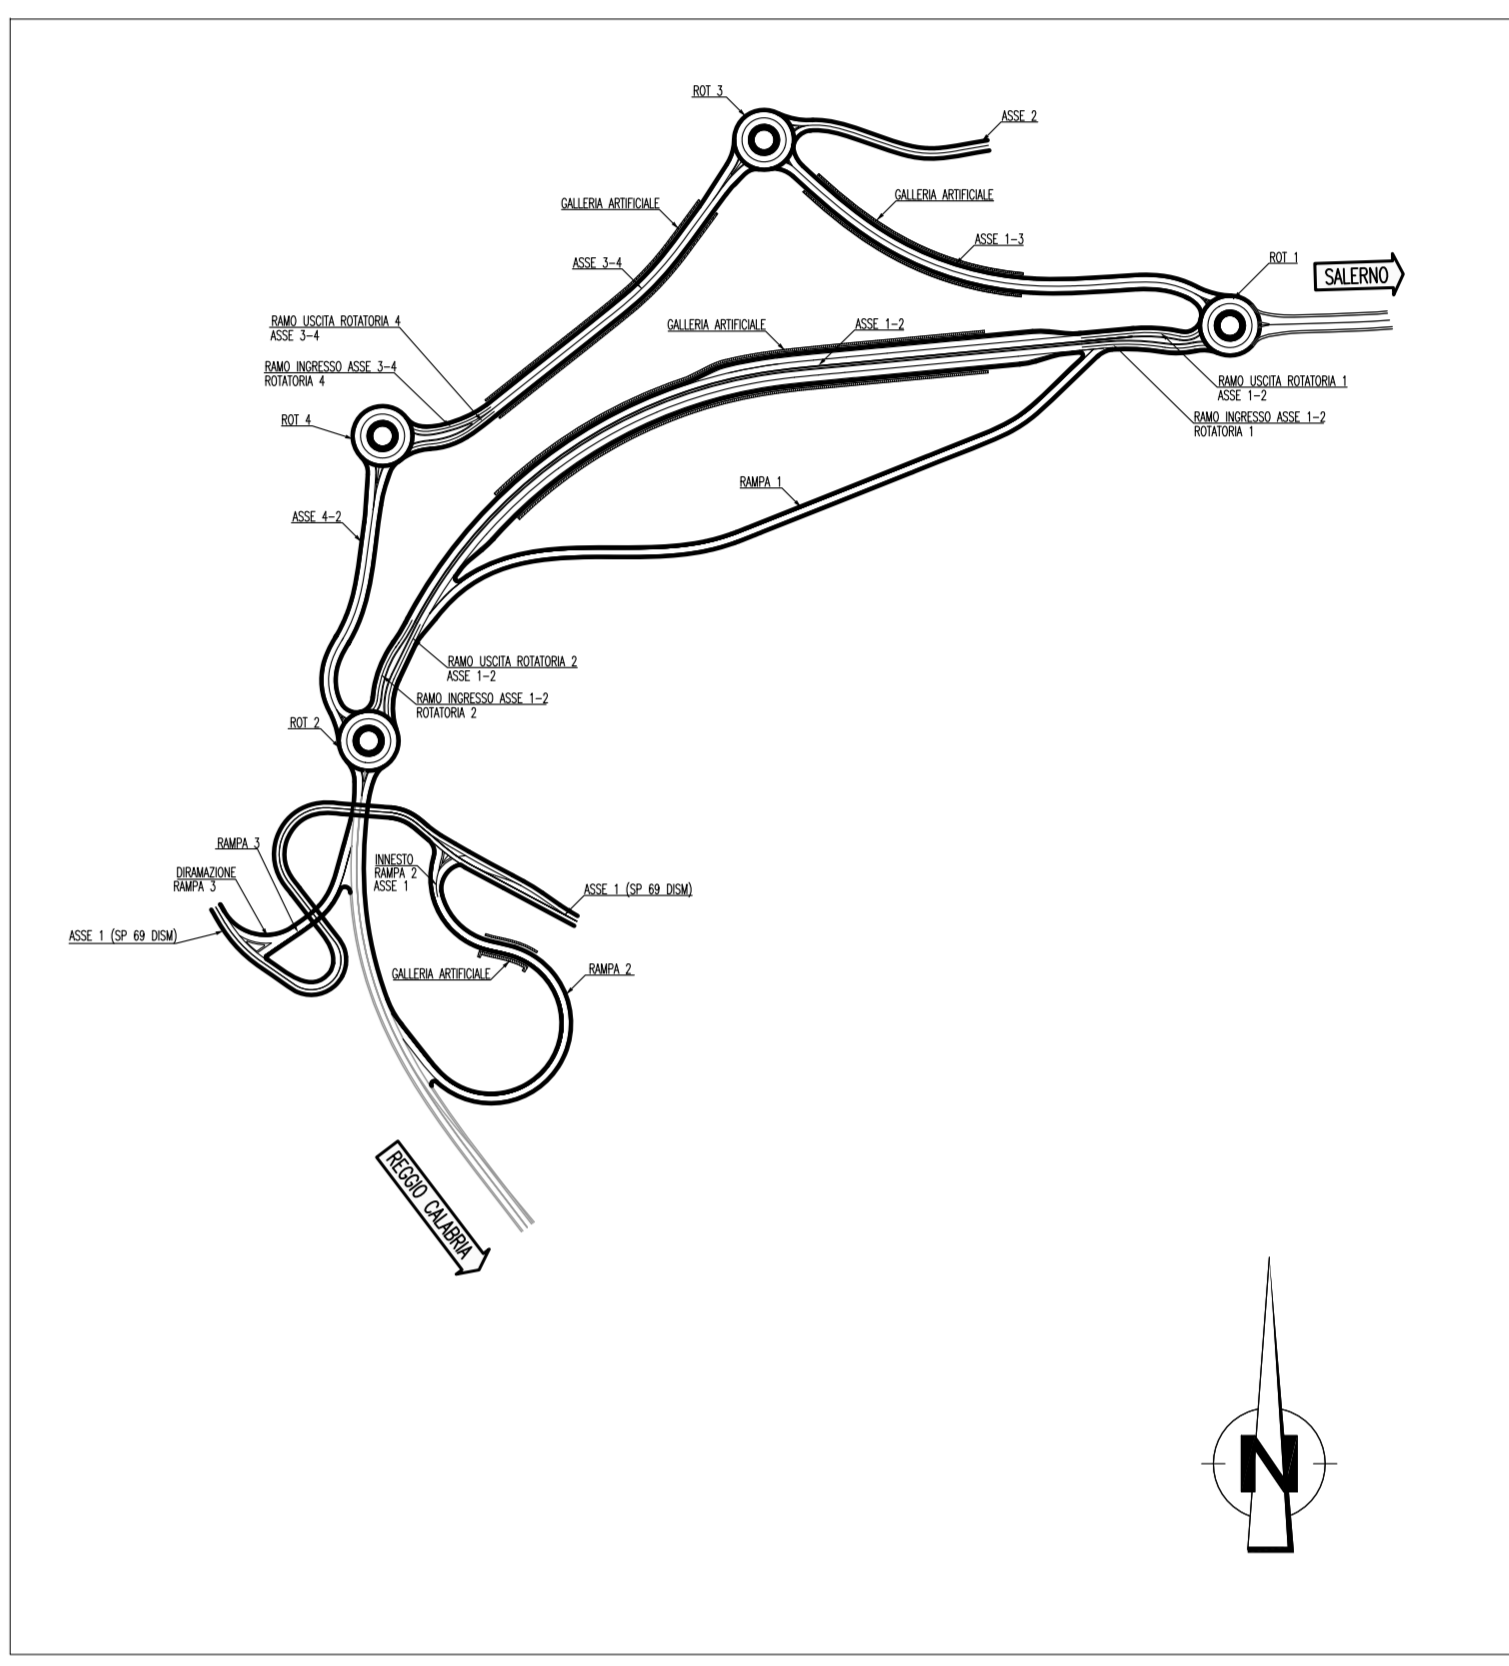 ROT 3
ASSE 2
GALLERIA ARTIFICIALE
GALLERIA ARTIFICIALE
ASSE 1-3
ROT 1
SALERNO
ASSE 3-4
RAMO USCITA ROTATORIA 4
ASSE 3-4
GALLERIA ARTIFICIALE
ASSE 1-2
RAMO INGRESSO ASSE 3-4
ROTATORIA 4
RAMO USCITA ROTATORIA 1
ASSE 1-2
ROT 4
RAMO INGRESSO ASSE 1-2
ROTATORIA 1
RAMPA 1
ASSE 4-2
RAMO USCITA ROTATORIA 2
ASSE 1-2
RAMO INGRESSO ASSE 1-2
ROTATORIA 2
ROT 2
RAMPA 3
DIRAMAZIONE
RAMPA 3
INNESTO
RAMPA 2
ASSE 1
ASSE 1 (SP 69 DISM)
ASSE 1 (SP 69 DISM)
GALLERIA ARTIFICIALE
RAMPA 2
REGGIO CALABRIA
N